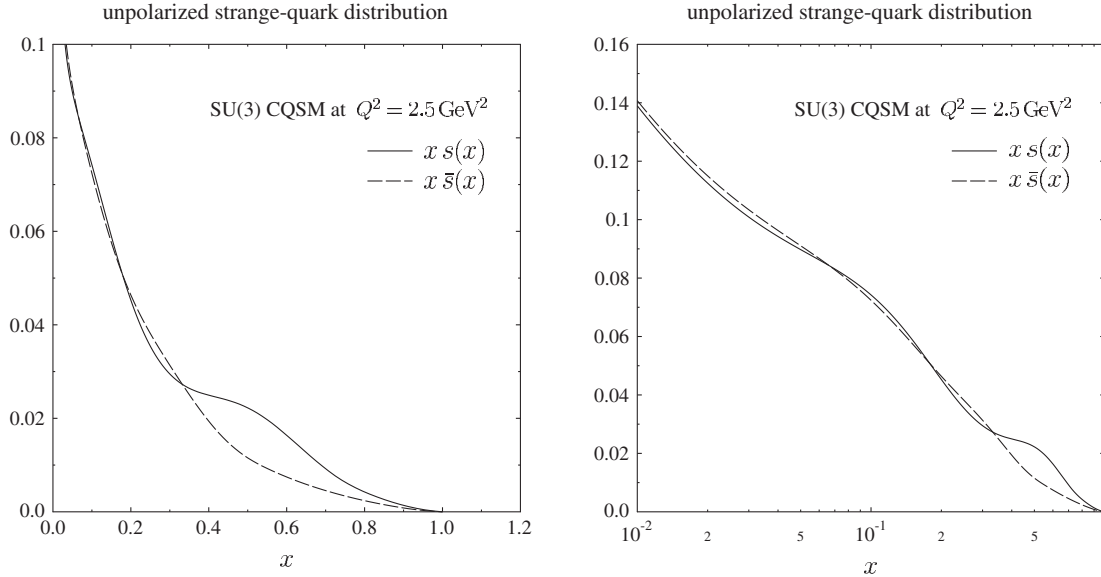 unpolarized strange-quark distribution
0.1
0.08
0.06
0.04
0.02
0.0
0.0 0.2 0.4 0.6 0.8 1.0 1.2
x
SU(3) CQSM at Q² = 2.5 GeV²
x s(x)
x s̄(x)
unpolarized strange-quark distribution
0.16
0.14
0.12
0.10
0.08
0.06
0.04
0.02
0.0
10⁻² 2 5 10⁻¹ 2 5
x
SU(3) CQSM at Q² = 2.5 GeV²
x s(x)
x s̄(x)